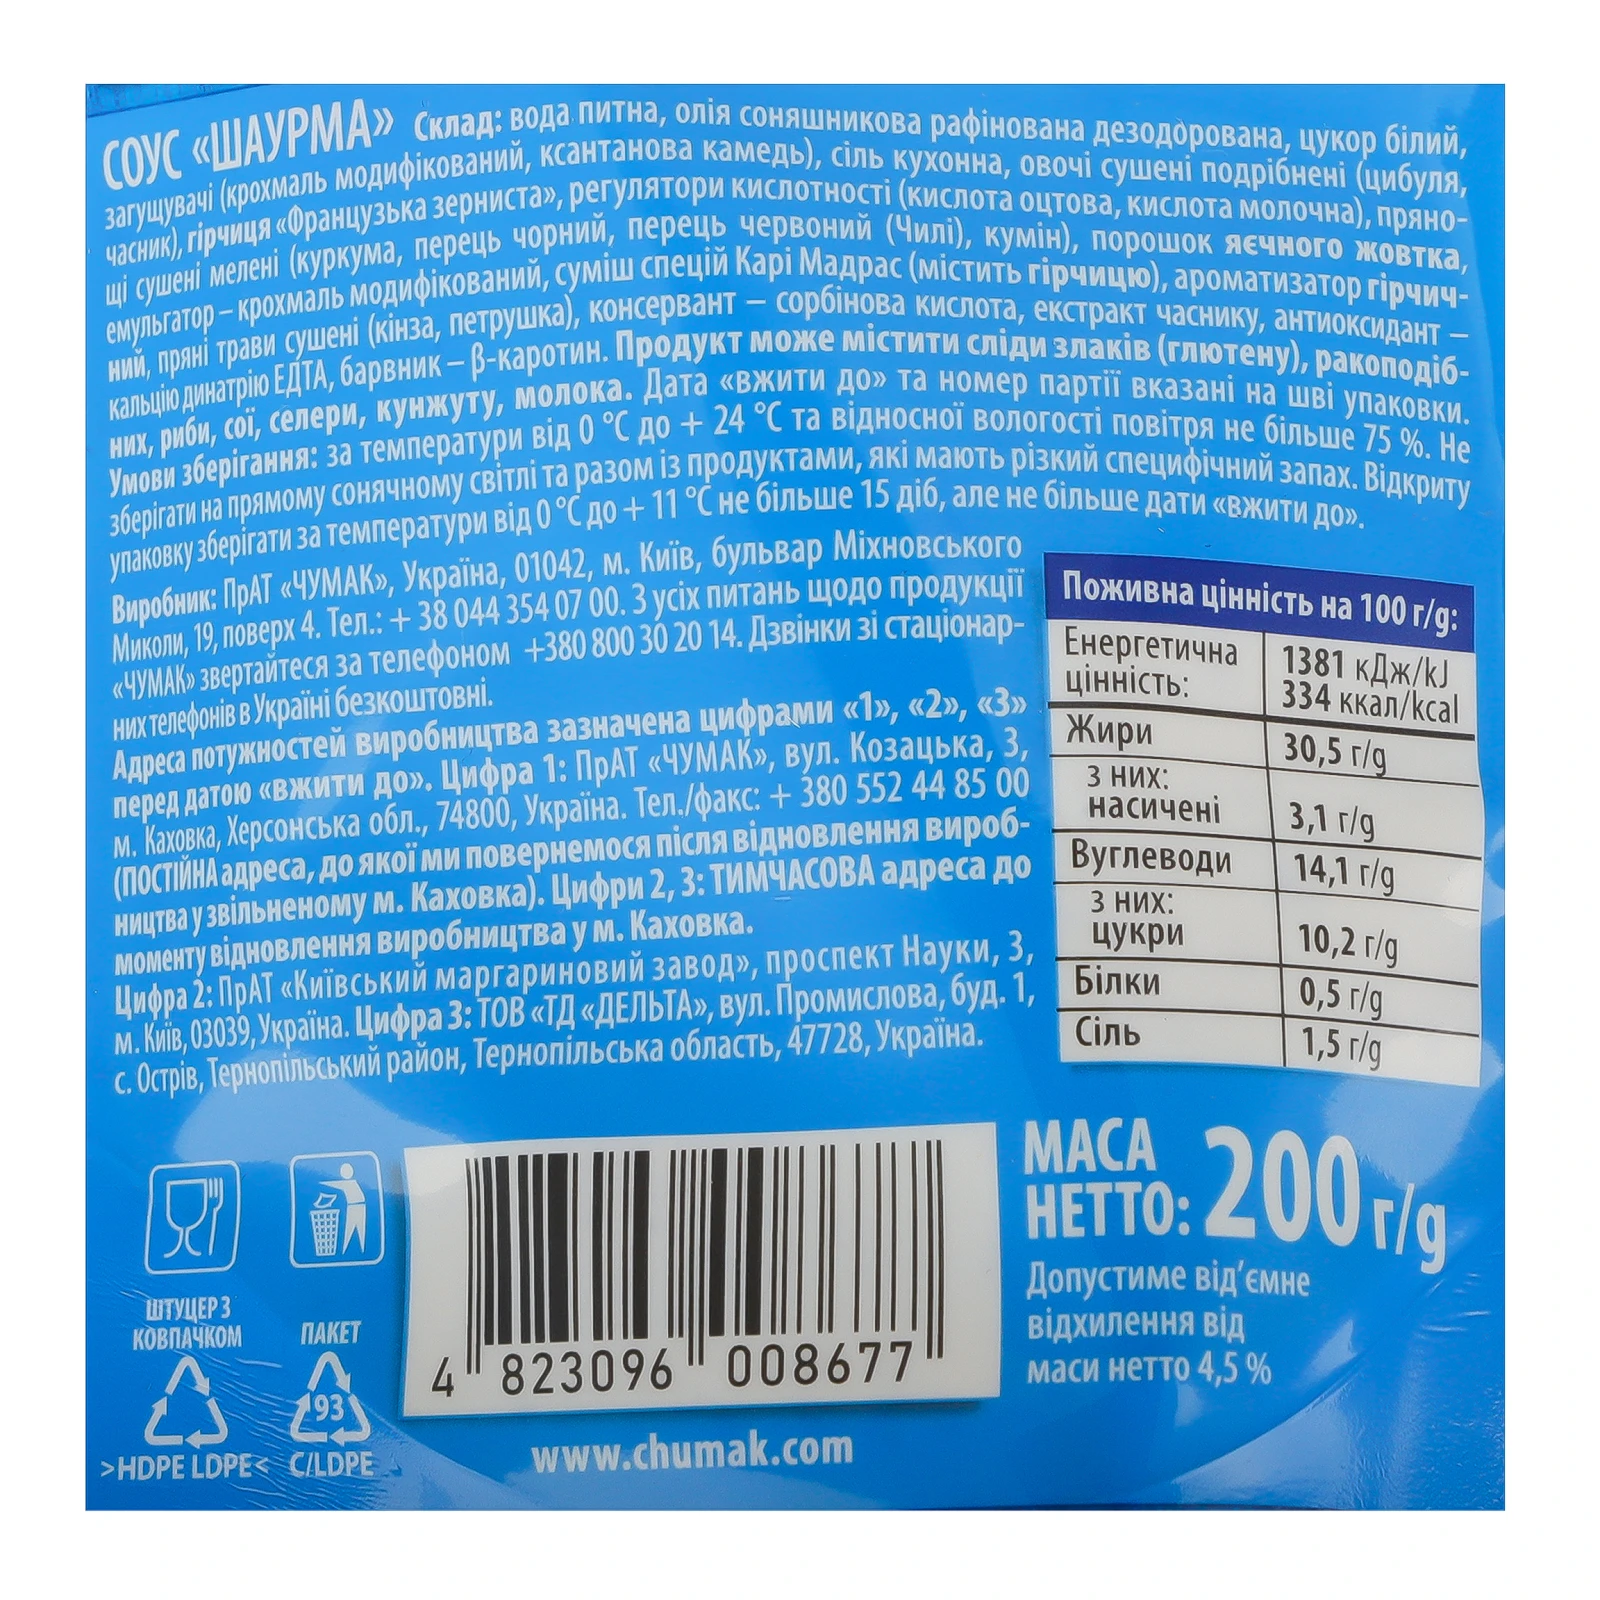 СОУС «ШАУРМА» Склад: вода питна, олія соняшникова рафінована дезодорована, цукор білий,
загущувачі (крохмаль модифікований, ксантанова камедь), сіль кухонна, овочі сушені подрібнені (цибуля,
часник), гірчиця «Французька зерниста», регулятори кислотності (кислота оцтова, кислота молочна), пряно-
щі сушені мелені (куркума, перець чорний, перець червоний (Чилі), кумін), порошок яєчного жовтка,
емульгатор – крохмаль модифікований, суміш спецій Карі Мадрас (містить гірчицю), ароматизатор гірчич-
ний, пряні трави сушені (кінза, петрушка), консервант – сорбінова кислота, екстракт часнику, антиоксидант –
кальцію динатрію ЕДТА, барвник – β-каротин. Продукт може містити сліди злаків (глютену), ракоподіб-
них, риби, сої, селери, кунжуту, молока. Дата «вжити до» та номер партії вказані на шві упаковки.
Умови зберігання: за температури від 0 °С до + 24 °С та відносної вологості повітря не більше 75 %. Не
зберігати на прямому сонячному світлі та разом із продуктами, які мають різкий специфічний запах. Відкриту
упаковку зберігати за температури від 0 °С до + 11 °С не більше 15 діб, але не більше дати «вжити до».
Виробник: ПрАТ «ЧУМАК», Україна, 01042, м. Київ, бульвар Міхновського
Миколи, 19, поверх 4. Тел.: + 38 044 354 07 00. З усіх питань щодо продукції
«ЧУМАК» звертайтеся за телефоном +380 800 30 20 14. Дзвінки зі стаціонар-
них телефонів в Україні безкоштовні.
Адреса потужностей виробництва зазначена цифрами «1», «2», «3»
перед датою «вжити до». Цифра 1: ПрАТ «ЧУМАК», вул. Козацька, 3,
м. Каховка, Херсонська обл., 74800, Україна. Тел./факс: + 380 552 44 85 00
(ПОСТІЙНА адреса, до якої ми повернемося після відновлення вироб-
ництва у звільненому м. Каховка). Цифри 2, 3: ТИМЧАСОВА адреса до
моменту відновлення виробництва у м. Каховка.
Цифра 2: ПрАТ «Київський маргариновий завод», проспект Науки, 3,
м. Київ, 03039, Україна. Цифра 3: ТОВ «ТД «ДЕЛЬТА», вул. Промислова, буд. 1,
с. Острів, Тернопільський район, Тернопільська область, 47728, Україна.
Поживна цінність на 100 г/g:
Енергетична цінність: 1381 кДж/kJ
334 ккал/kcal
Жири 30,5 г/g
з них:
насичені 3,1 г/g
Вуглеводи 14,1 г/g
з них:
цукри 10,2 г/g
Білки 0,5 г/g
Сіль 1,5 г/g
МАСА
НЕТТО: 200 г/g
Допустиме від'ємне
відхилення від
маси нетто 4,5 %
ШТУЦЕР З
КОВПАЧКОМ
>HDPE LDPE<
ПАКЕТ
93
C/LDPE
4 823096 008677
www.chumak.com